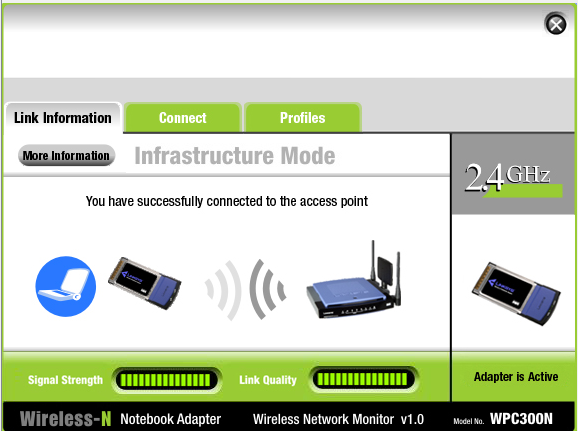 Link Information Connect Profiles
More Information Infrastructure Mode
2.4 GHz
You have successfully connected to the access point
Signal Strength Link Quality Adapter is Active
Wireless-N Notebook Adapter Wireless Network Monitor v1.0 Model No. WPC300N